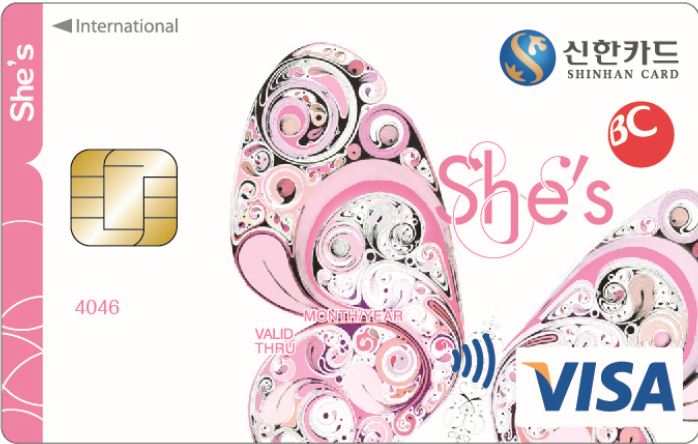 She's
International
신한카드
SHINHAN CARD
BC
She's
4046
MONTH/YEAR
VALID
THRU
VISA